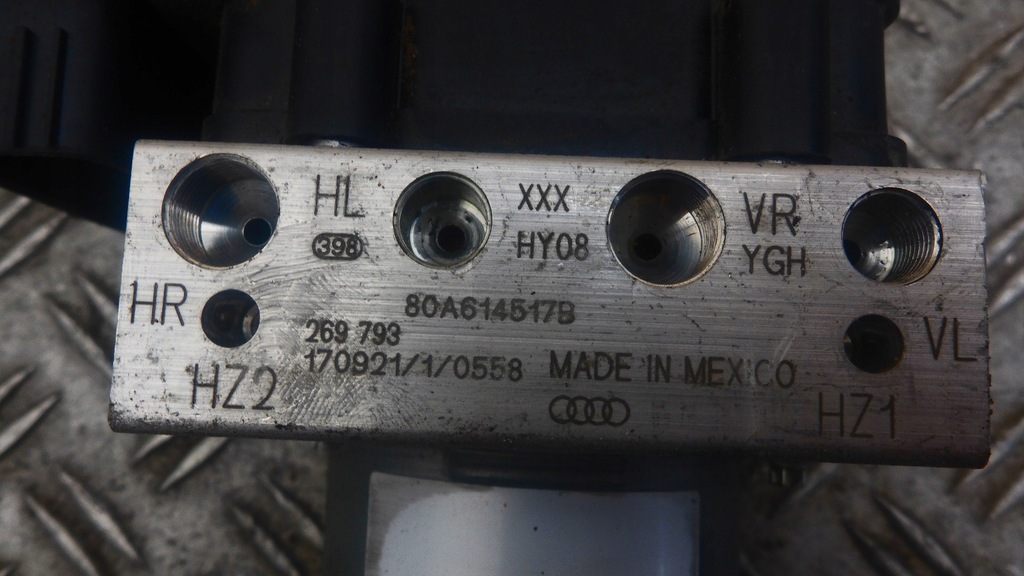 HL
398
XXX
HY08
VR
YGH
HR
80A614517B
VL
269 793
170921/1/0558
MADE IN MEXICO
HZ2
HZ1